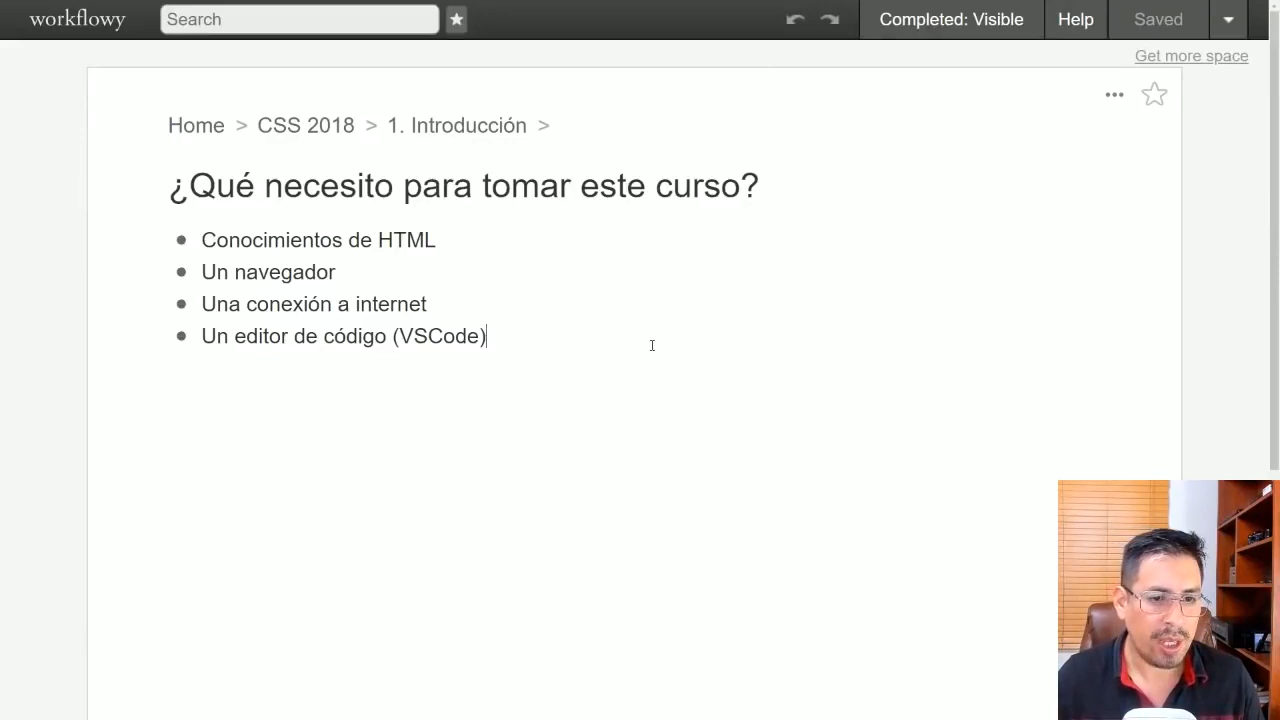 workflowy
Search
Completed: Visible
Help
Saved
Get more space
Home > CSS 2018 > 1. Introducción >
¿Qué necesito para tomar este curso?
Conocimientos de HTML
Un navegador
Una conexión a internet
Un editor de código (VSCode)